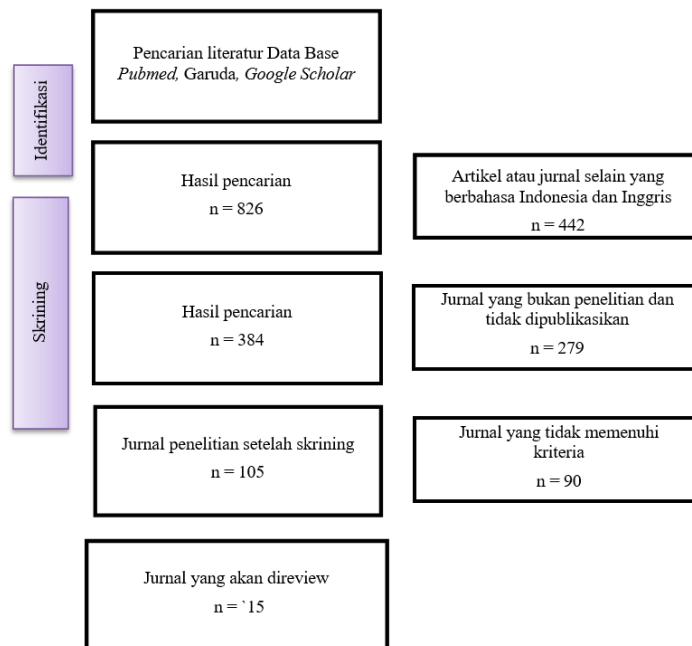 Pencarian literatur Data Base
Pubmed, Garuda, Google Scholar
Identifikasi
Hasil pencarian
n = 826
Artikel atau jurnal selain yang
berbahasa Indonesia dan Inggris
n = 442
Skrining
Hasil pencarian
n = 384
Jurnal yang bukan penelitian dan
tidak dipublikasikan
n = 279
Jurnal penelitian setelah skrining
n = 105
Jurnal yang tidak memenuhi
kriteria
n = 90
Jurnal yang akan direview
n = `15